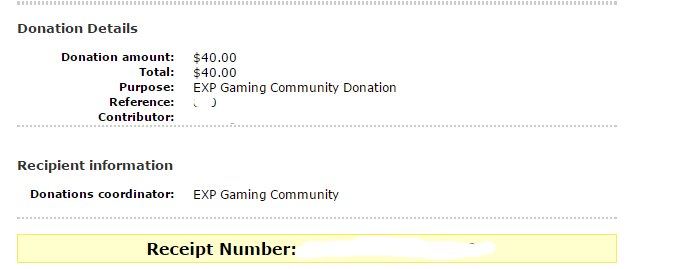 Donation Details
Donation amount: $40.00
Total: $40.00
Purpose: EXP Gaming Community Donation
Reference:
Contributor:
Recipient information
Donations coordinator: EXP Gaming Community
Receipt Number: